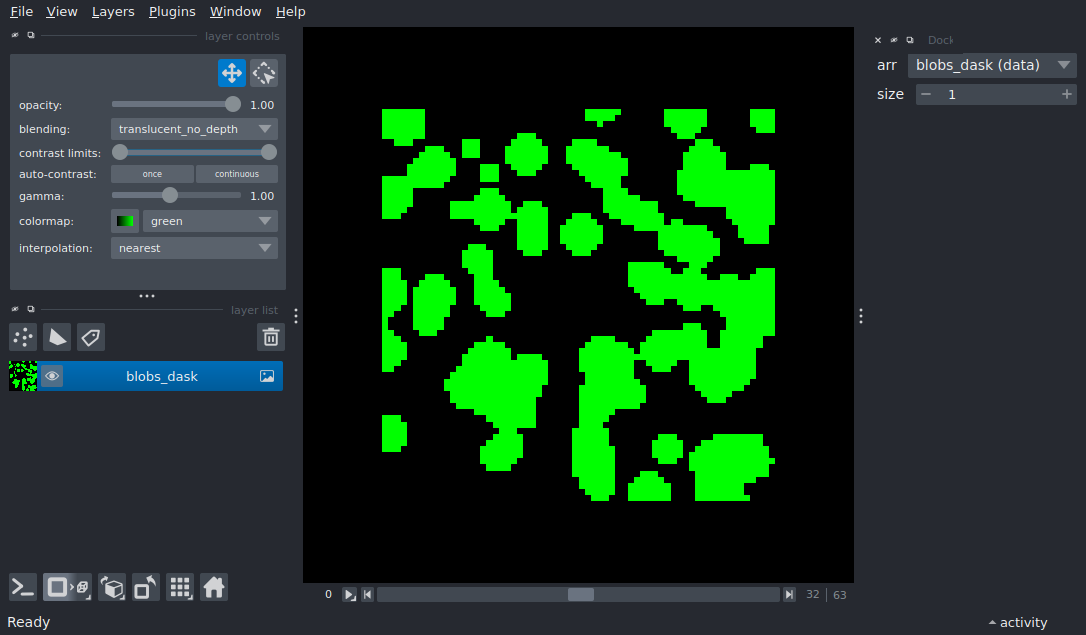 File View Layers Plugins Window Help
layer controls
opacity: 1.00
blending: translucent_no_depth
contrast limits:
auto-contrast: once continuous
gamma: 1.00
colormap: green
interpolation: nearest
layer list
blobs_dask
Dock
arr blobs_dask (data)
size 1
0 32 63
Ready activity